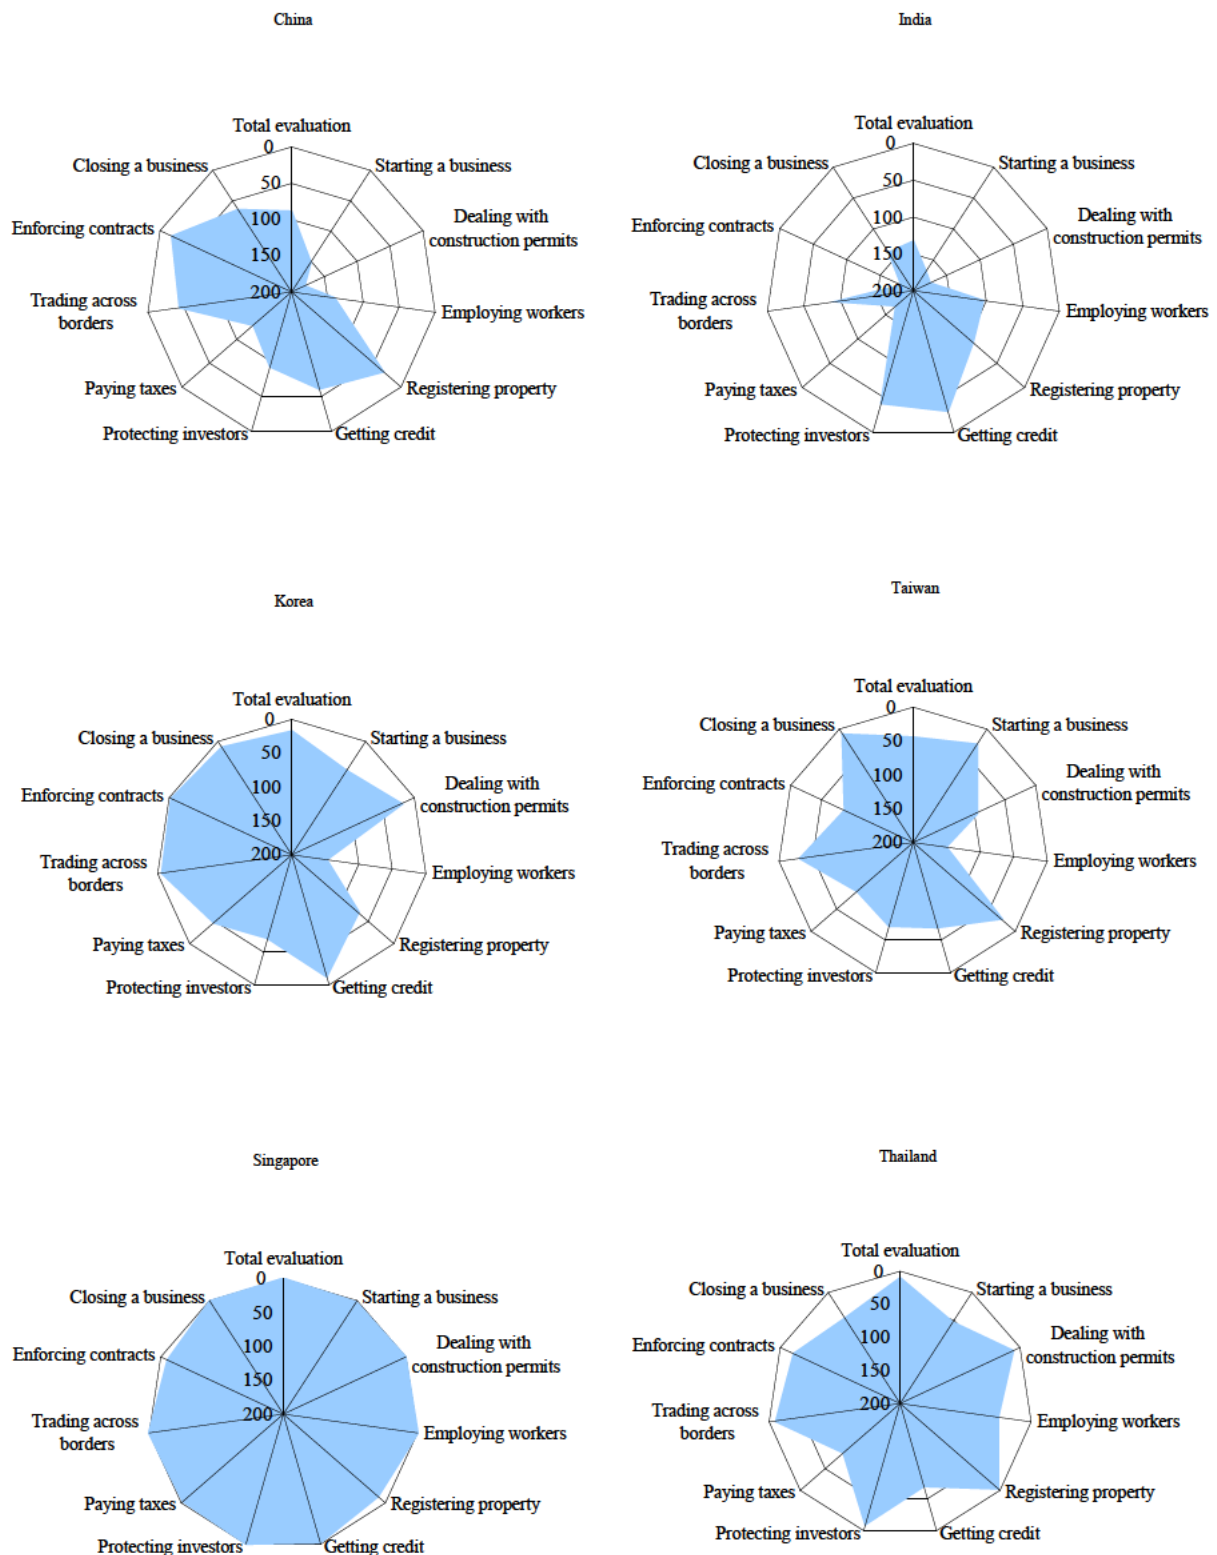 China
Total evaluation
0
50
100
150
200
Closing a business
Starting a business
Enforcing contracts
Dealing with
construction permits
Trading across
borders
Employing workers
Paying taxes
Registering property
Protecting investors
Getting credit
India
Total evaluation
0
50
100
150
200
Closing a business
Starting a business
Enforcing contracts
Dealing with
construction permits
Trading across
borders
Employing workers
Paying taxes
Registering property
Protecting investors
Getting credit
Korea
Total evaluation
0
50
100
150
200
Closing a business
Starting a business
Enforcing contracts
Dealing with
construction permits
Trading across
borders
Employing workers
Paying taxes
Registering property
Protecting investors
Getting credit
Taiwan
Total evaluation
0
50
100
150
200
Closing a business
Starting a business
Enforcing contracts
Dealing with
construction permits
Trading across
borders
Employing workers
Paying taxes
Registering property
Protecting investors
Getting credit
Singapore
Total evaluation
0
50
100
150
200
Closing a business
Starting a business
Enforcing contracts
Dealing with
construction permits
Trading across
borders
Employing workers
Paying taxes
Registering property
Protecting investors
Getting credit
Thailand
Total evaluation
0
50
100
150
200
Closing a business
Starting a business
Enforcing contracts
Dealing with
construction permits
Trading across
borders
Employing workers
Paying taxes
Registering property
Protecting investors
Getting credit